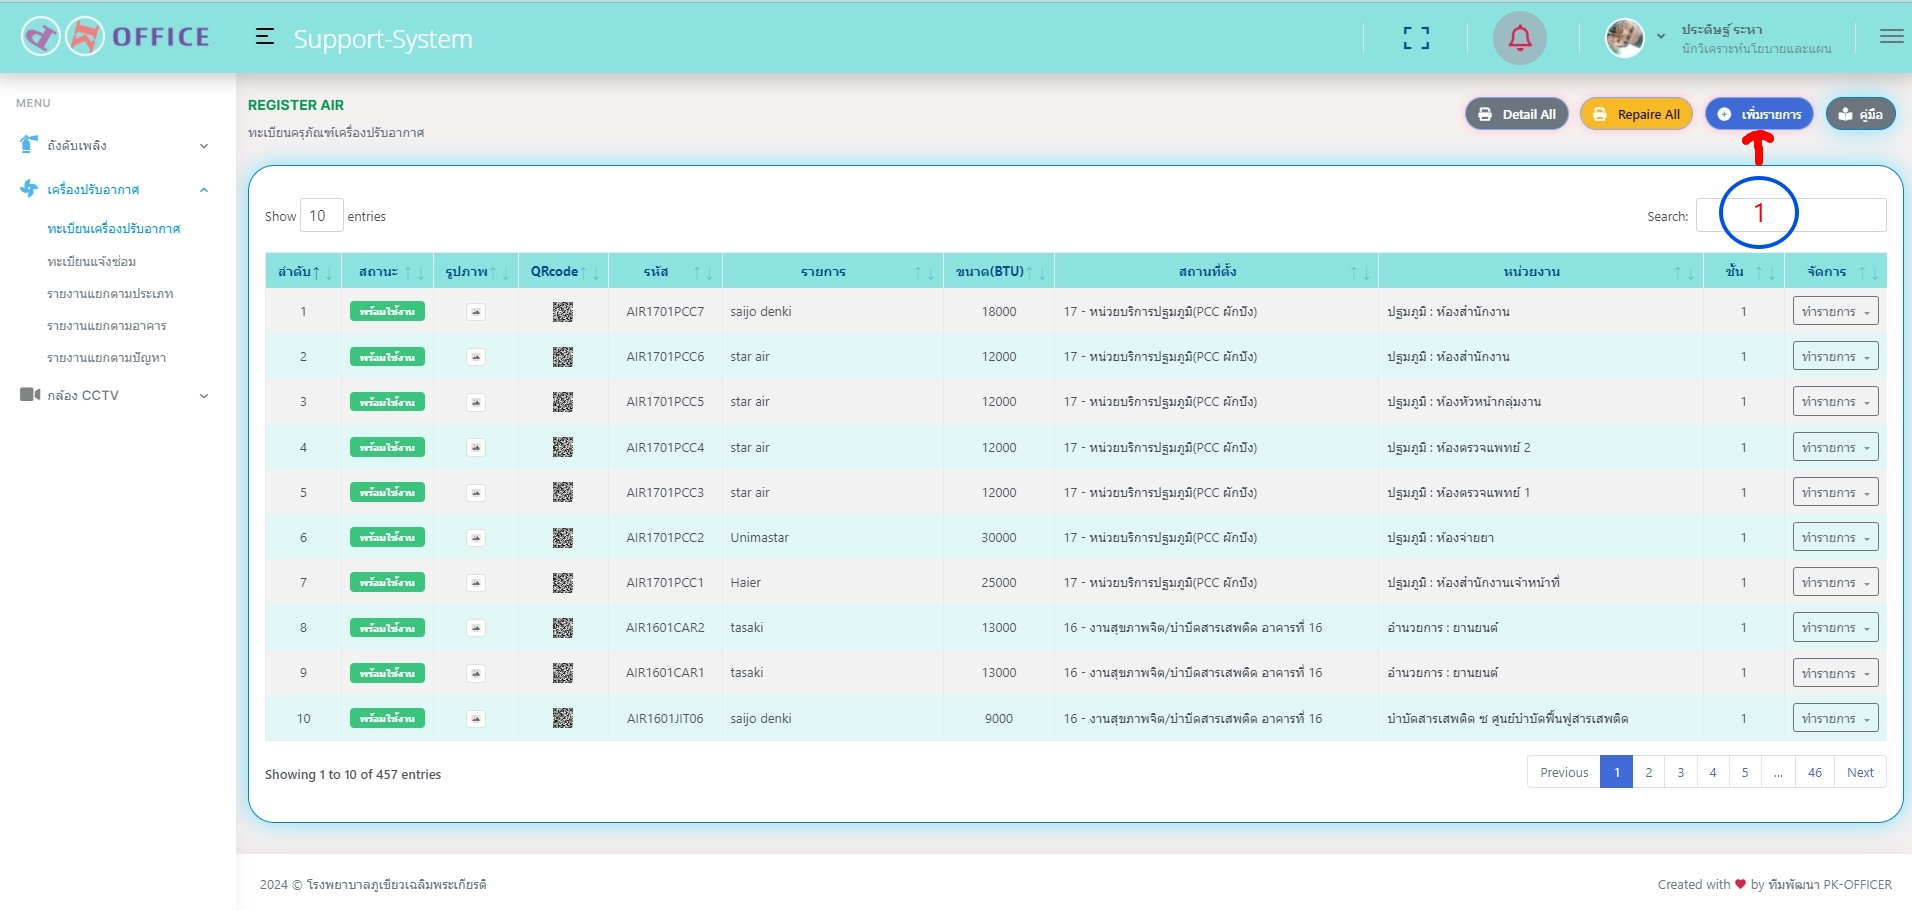 OFFICE
Support-System
ประดิษฐ์ ระหา
นักวิเคราะห์นโยบายและแผน
MENU
ถังดับเพลิง
เครื่องปรับอากาศ
ทะเบียนเครื่องปรับอากาศ
ทะเบียนแจ้งซ่อม
รายงานแยกตามประเภท
รายงานแยกตามอาคาร
รายงานแยกตามปัญหา
กล้อง CCTV
REGISTER AIR
ทะเบียนครุภัณฑ์เครื่องปรับอากาศ
Detail All Repaire All เพิ่มรายการ คู่มือ
Show 10 entries
Search: 1
ลำดับ สถานะ รูปภาพ QRcode รหัส รายการ ขนาด(BTU) สถานที่ตั้ง หน่วยงาน ชั้น จัดการ
1 พร้อมใช้งาน AIR1701PCC7 saijo denki 18000 17 - หน่วยบริการปฐมภูมิ(PCC ผักปัง) ปฐมภูมิ : ห้องสำนักงาน 1 ทำรายการ
2 พร้อมใช้งาน AIR1701PCC6 star air 12000 17 - หน่วยบริการปฐมภูมิ(PCC ผักปัง) ปฐมภูมิ : ห้องสำนักงาน 1 ทำรายการ
3 พร้อมใช้งาน AIR1701PCC5 star air 12000 17 - หน่วยบริการปฐมภูมิ(PCC ผักปัง) ปฐมภูมิ : ห้องหัวหน้ากลุ่มงาน 1 ทำรายการ
4 พร้อมใช้งาน AIR1701PCC4 star air 12000 17 - หน่วยบริการปฐมภูมิ(PCC ผักปัง) ปฐมภูมิ : ห้องตรวจแพทย์ 2 1 ทำรายการ
5 พร้อมใช้งาน AIR1701PCC3 star air 12000 17 - หน่วยบริการปฐมภูมิ(PCC ผักปัง) ปฐมภูมิ : ห้องตรวจแพทย์ 1 1 ทำรายการ
6 พร้อมใช้งาน AIR1701PCC2 Unimastar 30000 17 - หน่วยบริการปฐมภูมิ(PCC ผักปัง) ปฐมภูมิ : ห้องจ่ายยา 1 ทำรายการ
7 พร้อมใช้งาน AIR1701PCC1 Haier 25000 17 - หน่วยบริการปฐมภูมิ(PCC ผักปัง) ปฐมภูมิ : ห้องสำนักงานเจ้าหน้าที่ 1 ทำรายการ
8 พร้อมใช้งาน AIR1601CAR2 tasaki 13000 16 - งานสุขภาพจิต/บำบัดสารเสพติด อาคารที่ 16 อำนวยการ : ยานยนต์ 1 ทำรายการ
9 พร้อมใช้งาน AIR1601CAR1 tasaki 13000 16 - งานสุขภาพจิต/บำบัดสารเสพติด อาคารที่ 16 อำนวยการ : ยานยนต์ 1 ทำรายการ
10 พร้อมใช้งาน AIR1601JIT06 saijo denki 9000 16 - งานสุขภาพจิต/บำบัดสารเสพติด อาคารที่ 16 บำบัดสารเสพติด ซ ศูนย์บำบัดฟื้นฟูสารเสพติด 1 ทำรายการ
Showing 1 to 10 of 457 entries
Previous 1 2 3 4 5 ... 46 Next
2024 © โรงพยาบาลภูเขียวเฉลิมพระเกียรติ
Created with ❤ by ทีมพัฒนา PK-OFFICER